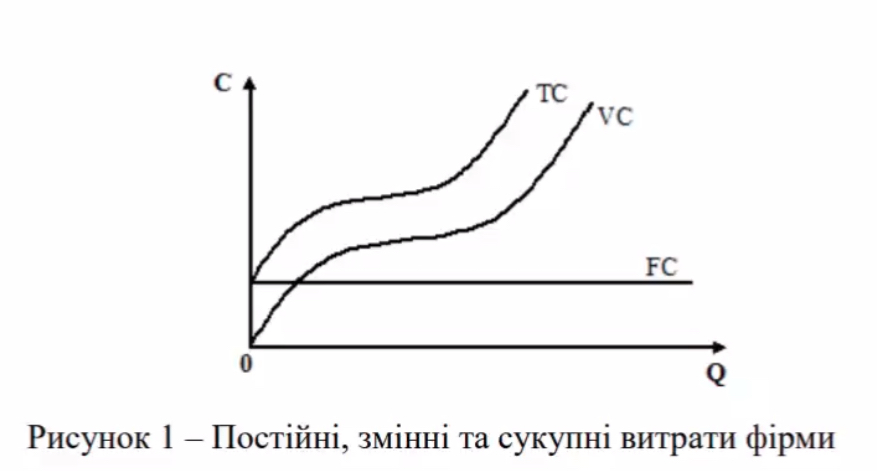 C
TC
VC
FC
0
Q
Рисунок 1 – Постійні, змінні та сукупні витрати фірми